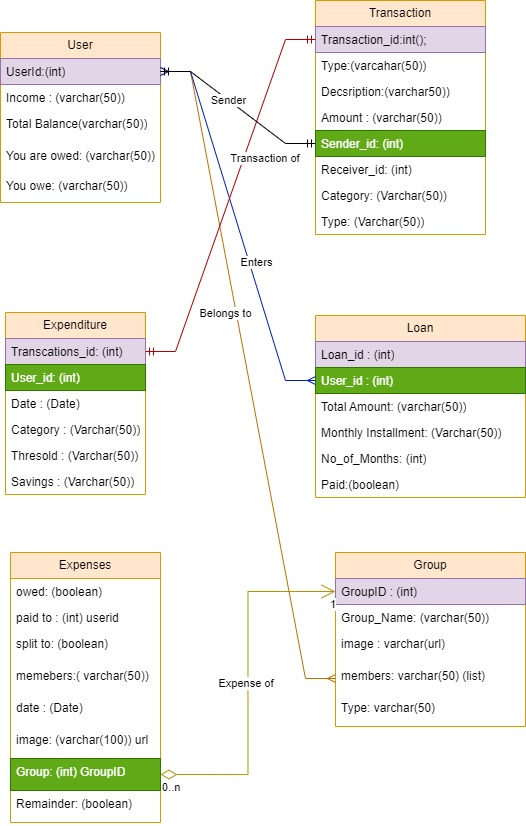 User
UserId:(int)
Income : (varchar(50))
Total Balance(varchar(50))
You are owed: (varchar(50))
You owe: (varchar(50))
Transaction
Transaction_id:int();
Type:(varcahar(50))
Decsription:(varchar(50))
Amount : (varchar(50))
Sender_id: (int)
Receiver_id: (int)
Category: (Varchar(50))
Type: (Varchar(50))
Sender
Transaction of
Enters
Belongs to
Expenditure
Transcations_id: (int)
User_id: (int)
Date : (Date)
Category : (Varchar(50))
Thresold : (Varchar(50))
Savings : (Varchar(50))
Loan
Loan_id : (int)
User_id : (int)
Total Amount: (varchar(50))
Monthly Installment: (Varchar(50))
No_of_Months: (int)
Paid:(boolean)
Expenses
owed: (boolean)
paid to : (int) userid
split to: (boolean)
memebers:( varchar(50))
date : (Date)
image: (varchar(100)) url
Group: (int) GroupID
Remainder: (boolean)
Expense of
0..n
1
Group
GroupID : (int)
Group_Name: (varchar(50))
image : varchar(url)
members: varchar(50) (list)
Type: varchar(50)